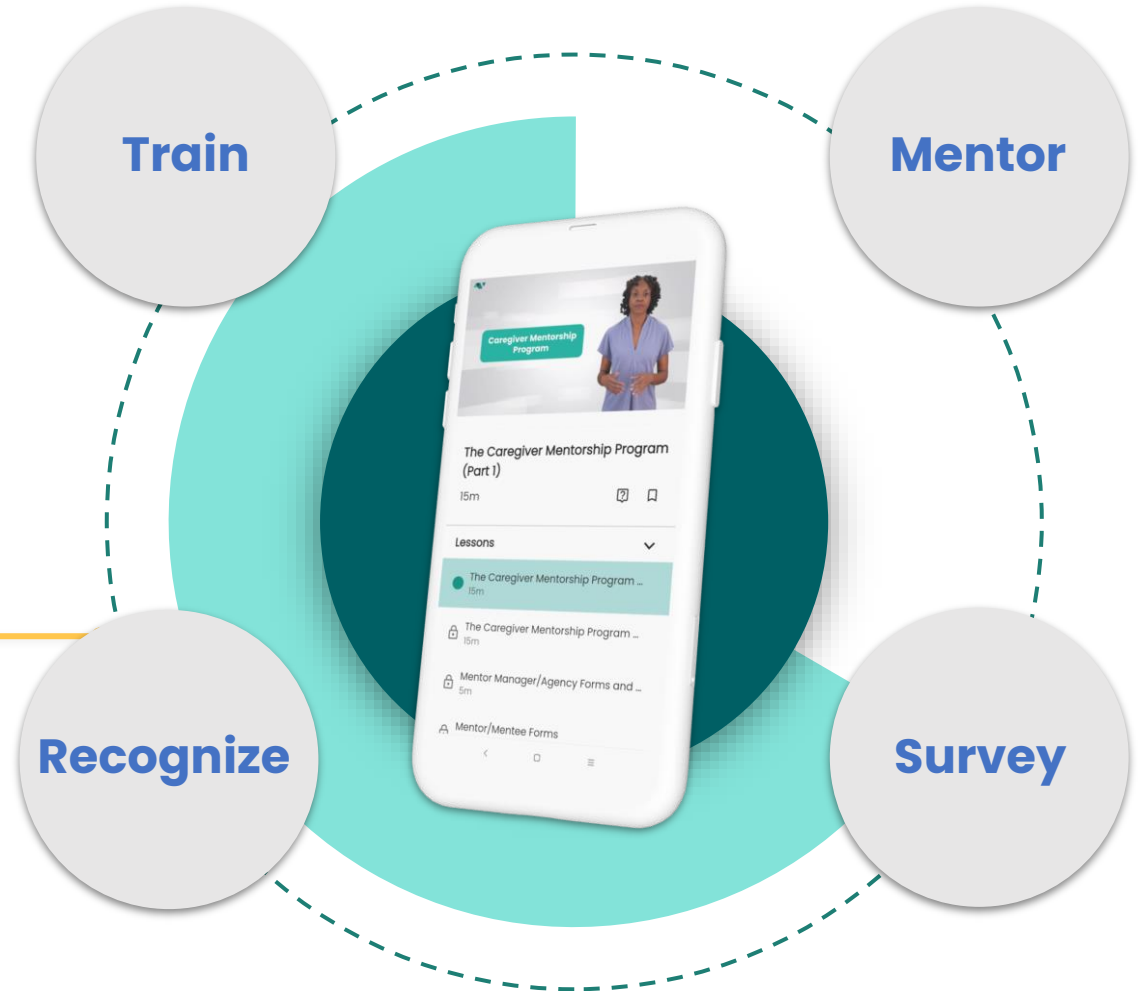 Train
Mentor
Caregiver Mentorship
Program
The Caregiver Mentorship Program
(Part 1)
15m
Lessons
The Caregiver Mentorship Program ...
15m
The Caregiver Mentorship Program ...
15m
Mentor Manager/Agency Forms and ...
5m
Mentor/Mentee Forms
Recognize
Survey